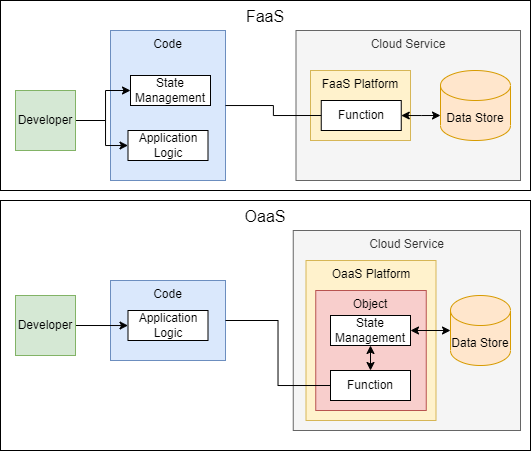 FaaS
Code
Cloud Service
State
Management
FaaS Platform
Function
Developer
Application
Logic
Data Store
OaaS
Cloud Service
OaaS Platform
Code
Object
Developer
Application
Logic
State
Management
Data Store
Function